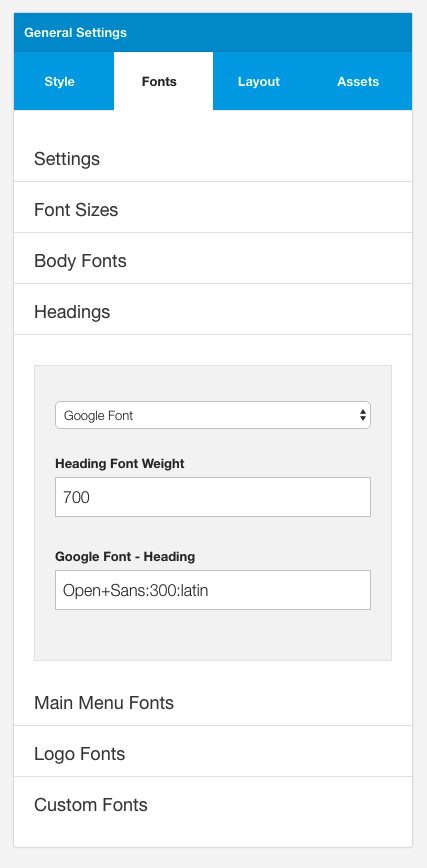 General Settings
Style Fonts Layout Assets
Settings
Font Sizes
Body Fonts
Headings
Google Font
Heading Font Weight
700
Google Font - Heading
Open+Sans:300:latin
Main Menu Fonts
Logo Fonts
Custom Fonts